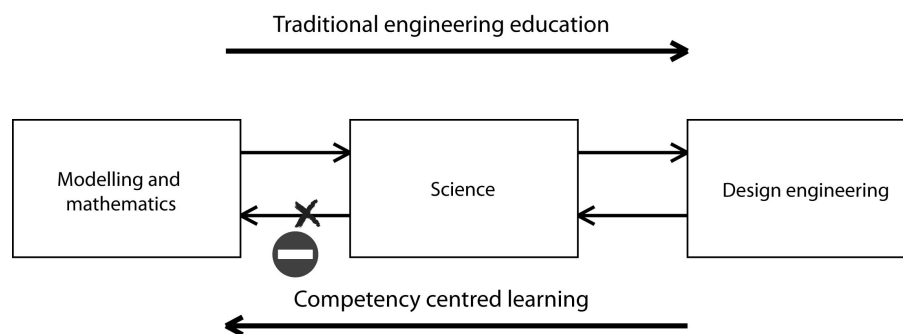 Traditional engineering education
Modelling and
mathematics
Science
Design engineering
Competency centred learning